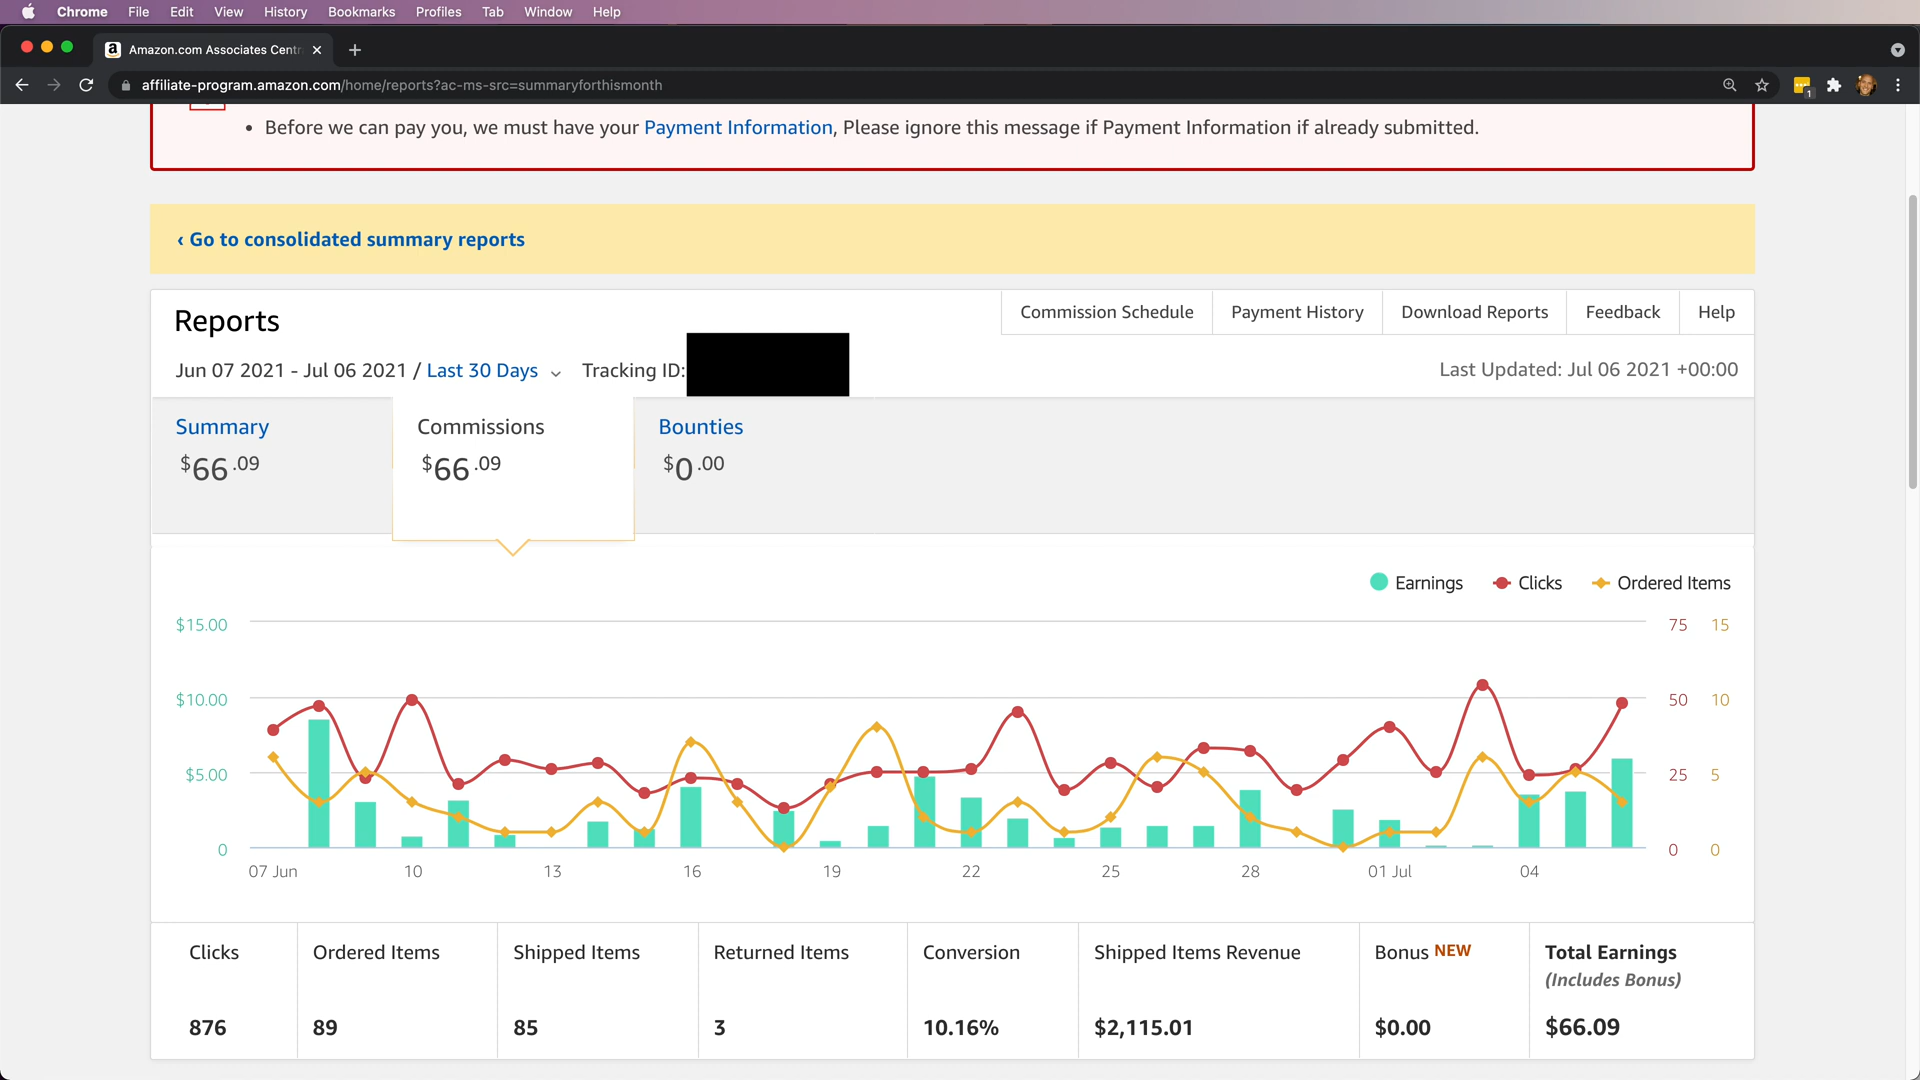 Chrome File Edit View History Bookmarks Profiles Tab Window Help
Amazon.com Associates Cent
affiliate-program.amazon.com/home/reports?ac-ms-src=summaryforthismonth
1
• Before we can pay you, we must have your Payment Information, Please ignore this message if Payment Information if already submitted.
‹ Go to consolidated summary reports
Reports
Commission Schedule Payment History Download Reports Feedback Help
Jun 07 2021 - Jul 06 2021 / Last 30 Days Tracking ID:
Last Updated: Jul 06 2021 +00:00
Summary Commissions Bounties
$66.09 $66.09 $0.00
Earnings Clicks Ordered Items
$15.00 75 15
$10.00 50 10
$5.00 25 5
0 0 0
07 Jun 10 13 16 19 22 25 28 01 Jul 04
Clicks Ordered Items Shipped Items Returned Items Conversion Shipped Items Revenue Bonus NEW Total Earnings
(Includes Bonus)
876 89 85 3 10.16% $2,115.01 $0.00 $66.09